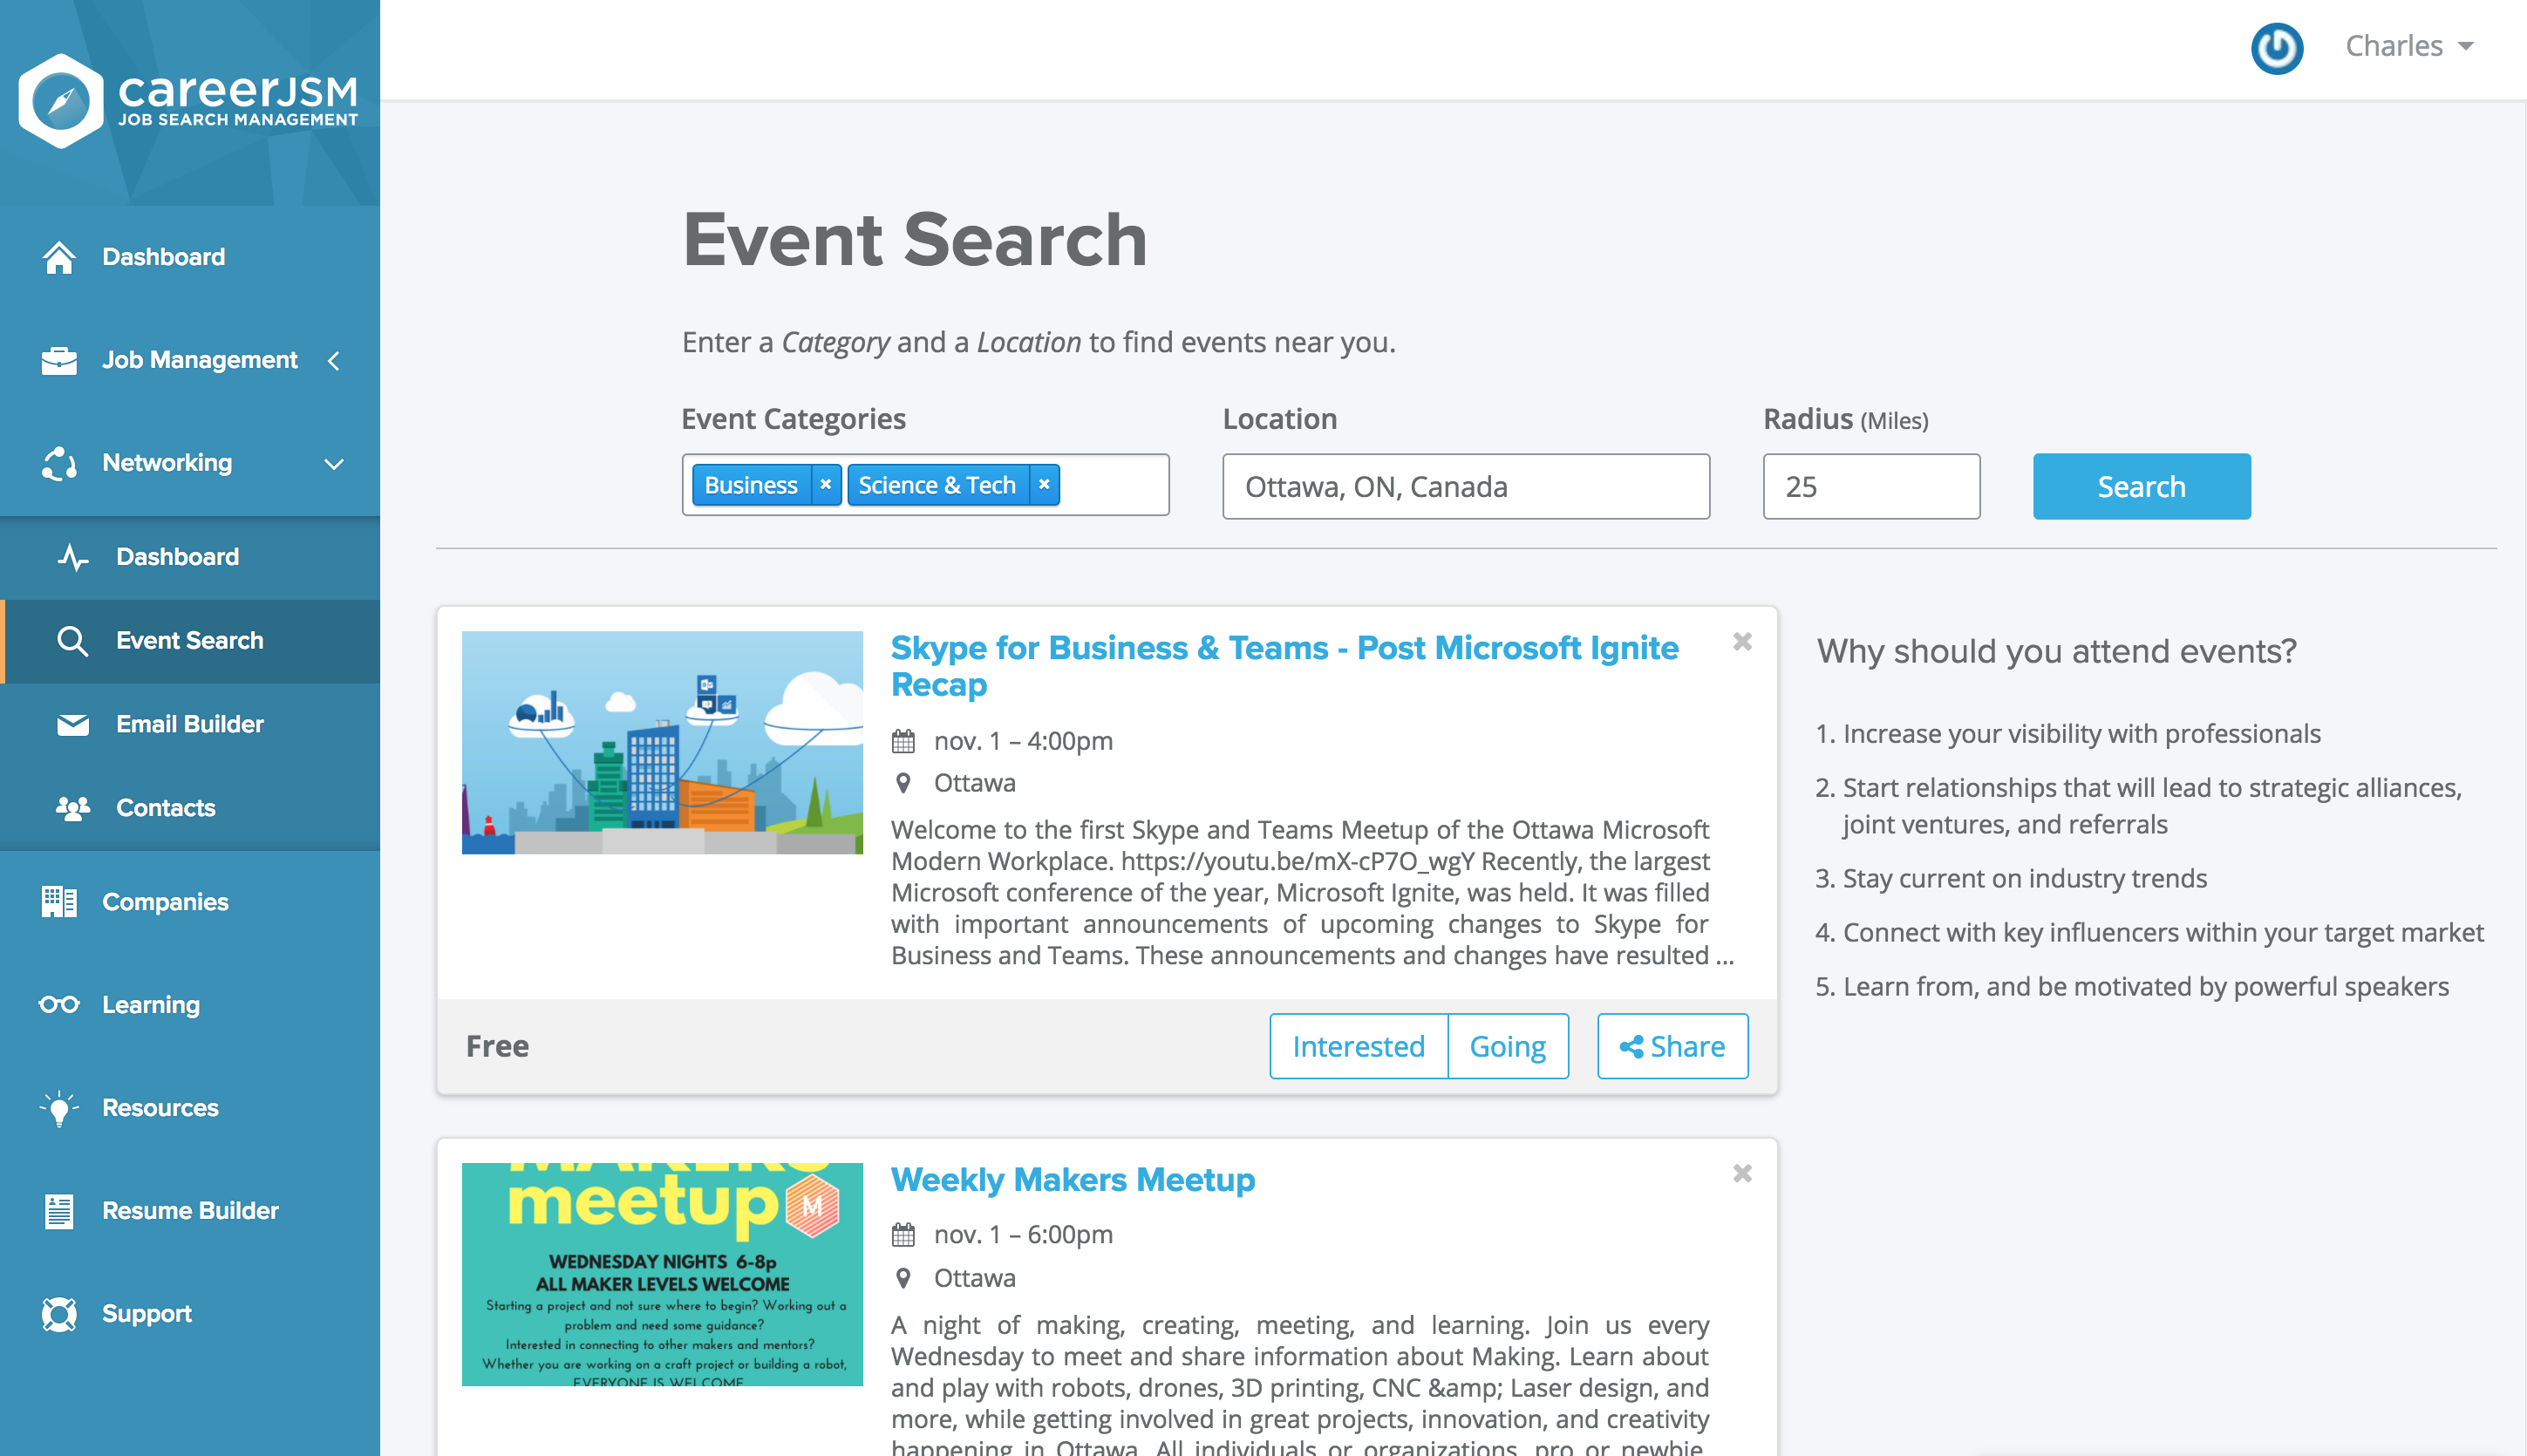 careerJSM
JOB SEARCH MANAGEMENT
Charles
Dashboard
Job Management
Networking
Dashboard
Event Search
Email Builder
Contacts
Companies
Learning
Resources
Resume Builder
Support
Event Search
Enter a Category and a Location to find events near you.
Event Categories
Business × Science & Tech ×
Location
Ottawa, ON, Canada
Radius (Miles)
25
Search
Skype for Business & Teams - Post Microsoft Ignite
Recap
nov. 1 – 4:00pm
Ottawa
Welcome to the first Skype and Teams Meetup of the Ottawa Microsoft
Modern Workplace. https://youtu.be/mX-cP7O_wgY Recently, the largest
Microsoft conference of the year, Microsoft Ignite, was held. It was filled
with important announcements of upcoming changes to Skype for
Business and Teams. These announcements and changes have resulted ...
Free
Interested
Going
Share
Why should you attend events?
1. Increase your visibility with professionals
2. Start relationships that will lead to strategic alliances,
joint ventures, and referrals
3. Stay current on industry trends
4. Connect with key influencers within your target market
5. Learn from, and be motivated by powerful speakers
MAKERS
meetup
M
WEDNESDAY NIGHTS 6-8p
ALL MAKER LEVELS WELCOME
Starting a project and not sure where to begin? Working out a
problem and need some guidance?
Interested in connecting to other makers and mentors?
Whether you are working on a craft project or building a robot,
EVERYONE IS WELCOME
Weekly Makers Meetup
nov. 1 – 6:00pm
Ottawa
A night of making, creating, meeting, and learning. Join us every
Wednesday to meet and share information about Making. Learn about
and play with robots, drones, 3D printing, CNC &amp; Laser design, and
more, while getting involved in great projects, innovation, and creativity
happening in Ottawa. All individuals or organizations, pro or newbie,